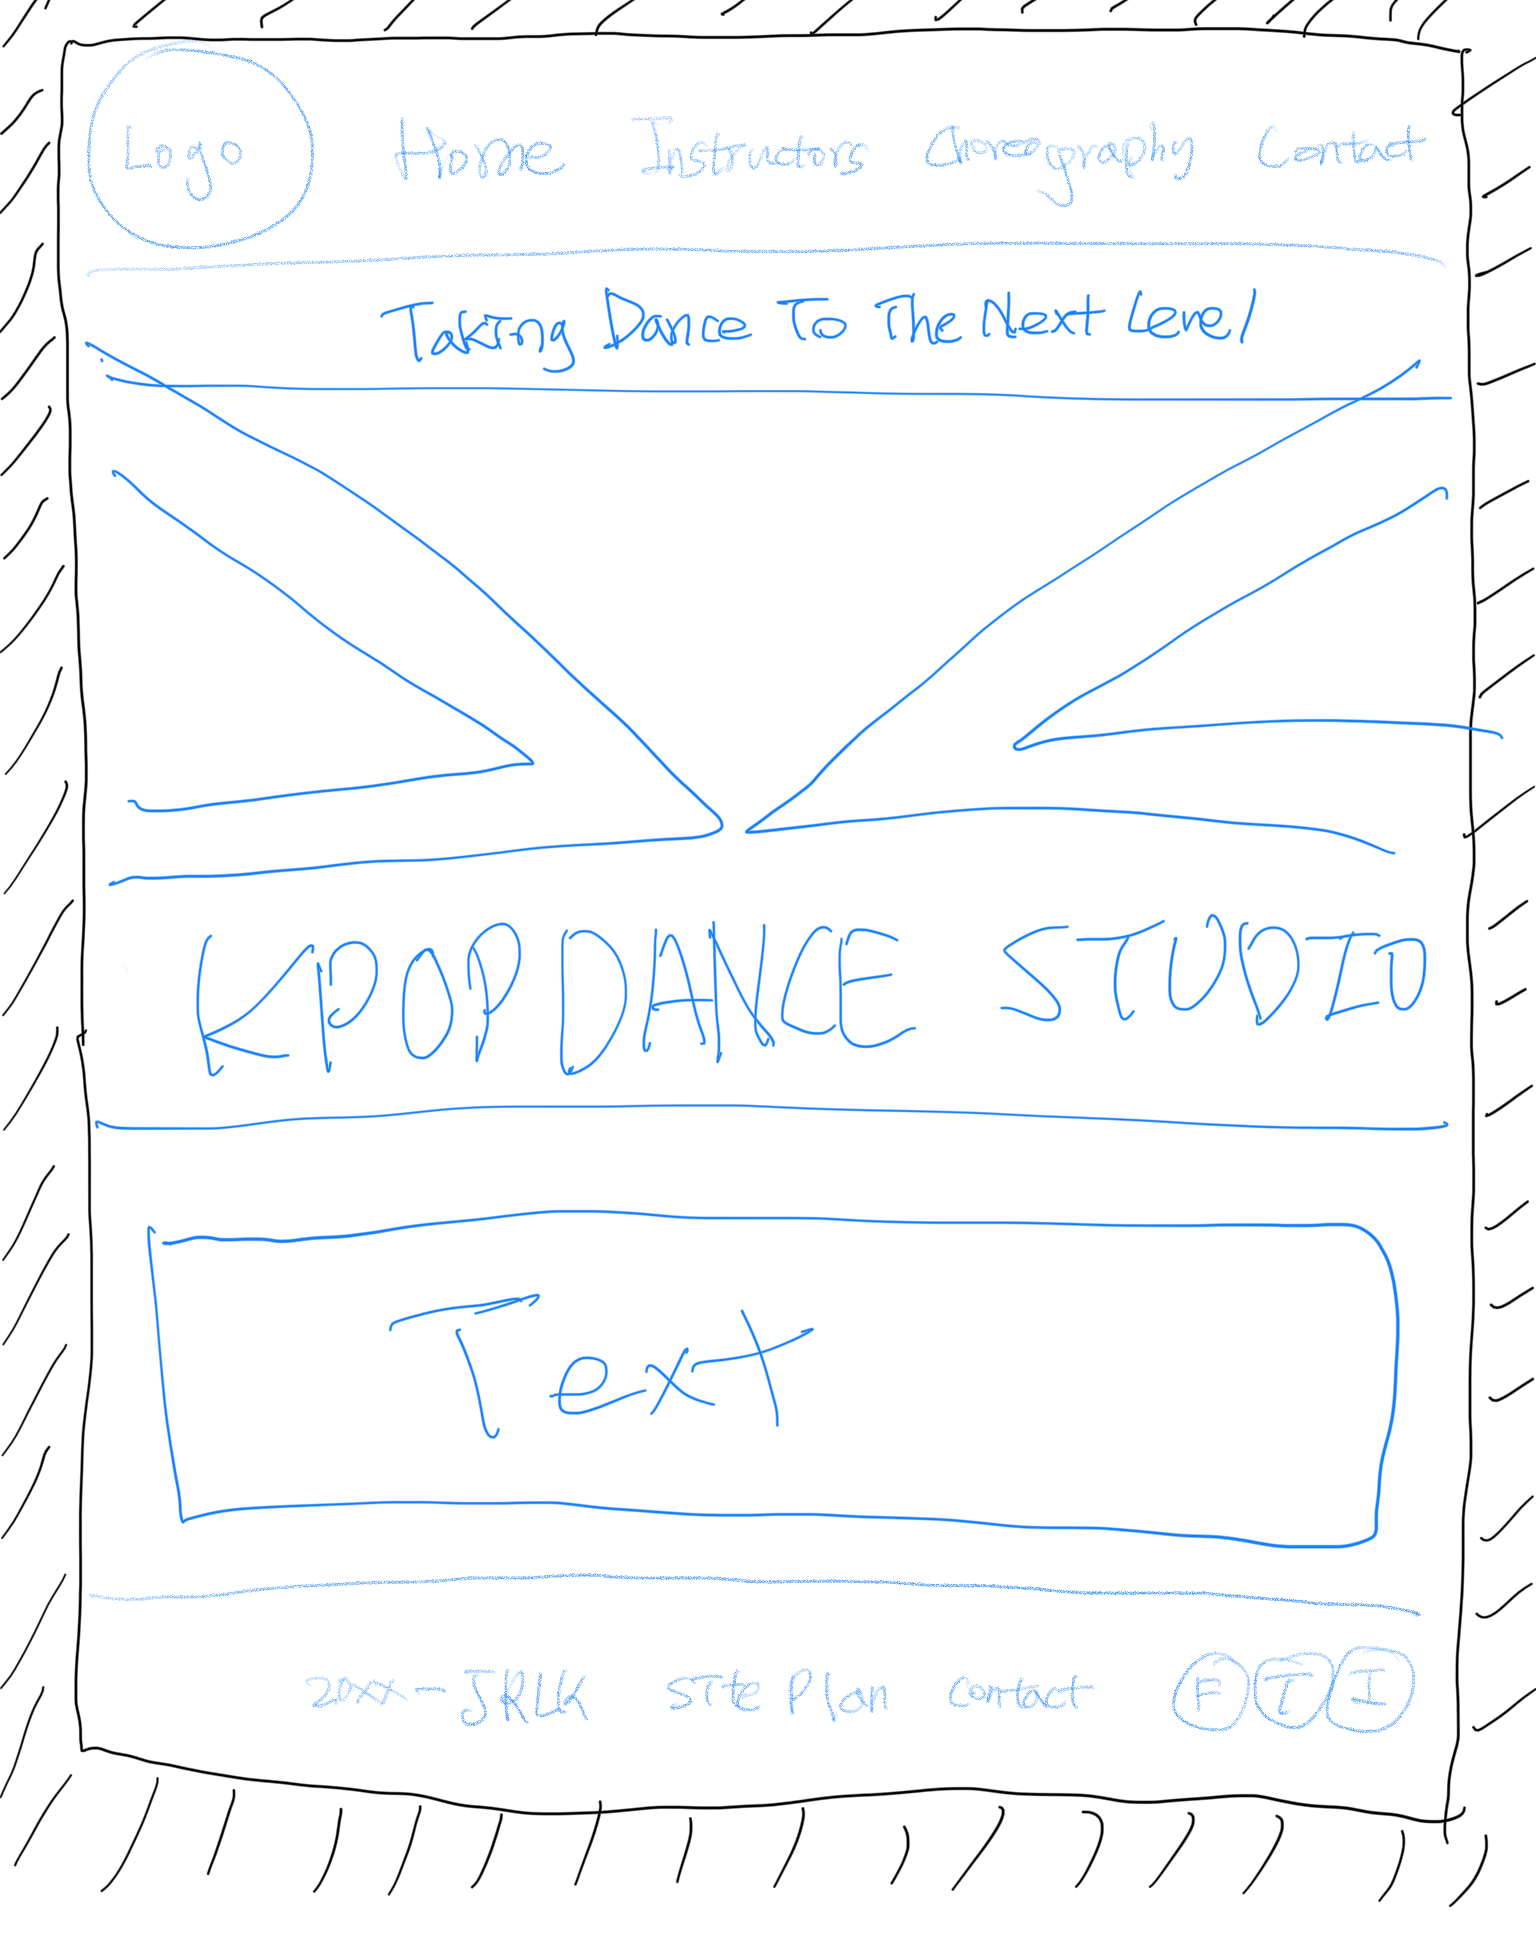 Logo Home Instructors Choreography Contact
Taking Dance To The Next Level
KPOP DANCE STUDIO
Text
20xx - JRLK Site Plan Contact F T I